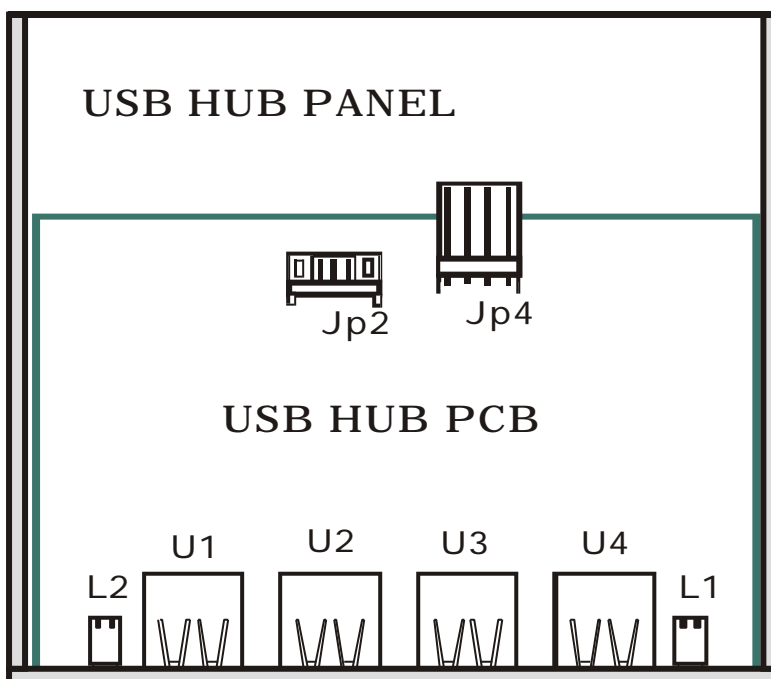 USB HUB PANEL
Jp2
Jp4
USB HUB PCB
U1
U2
U3
U4
L2
L1